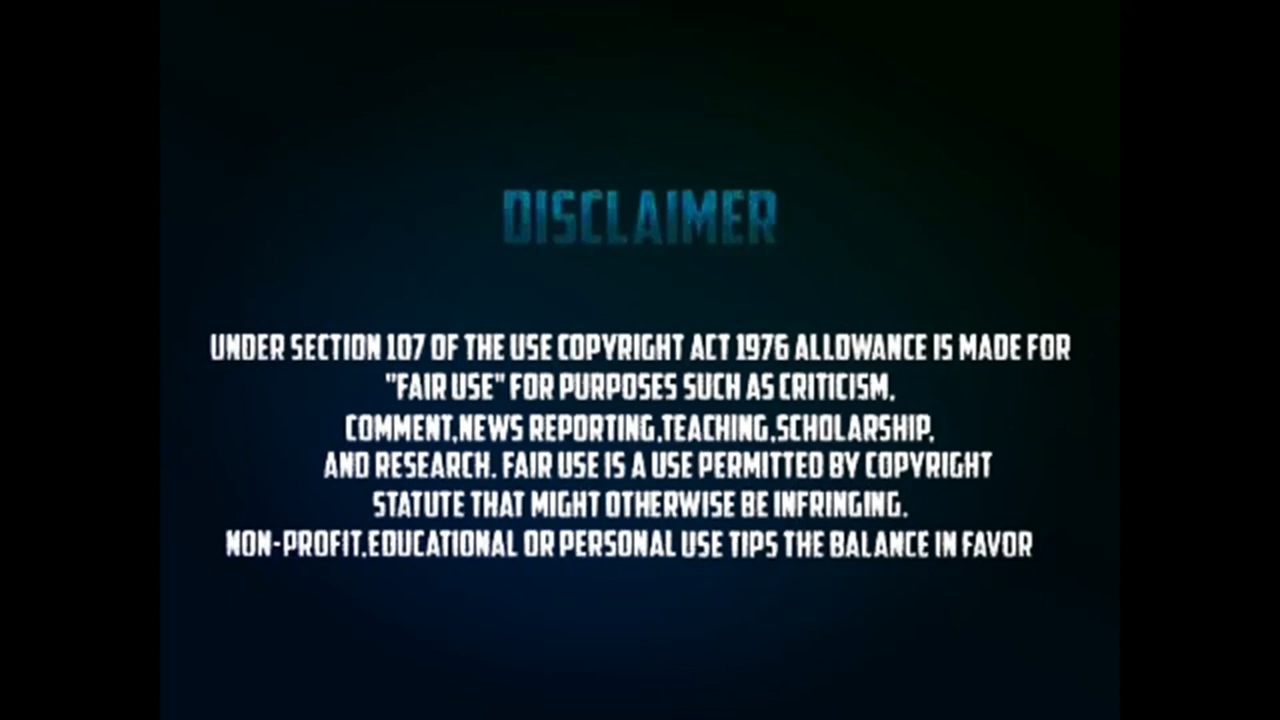 DISCLAIMER
UNDER SECTION 107 OF THE USE COPYRIGHT ACT 1976 ALLOWANCE IS MADE FOR
"FAIR USE" FOR PURPOSES SUCH AS CRITICISM,
COMMENT,NEWS REPORTING,TEACHING,SCHOLARSHIP,
AND RESEARCH. FAIR USE IS A USE PERMITTED BY COPYRIGHT
STATUTE THAT MIGHT OTHERWISE BE INFRINGING.
NON-PROFIT,EDUCATIONAL OR PERSONAL USE TIPS THE BALANCE IN FAVOR